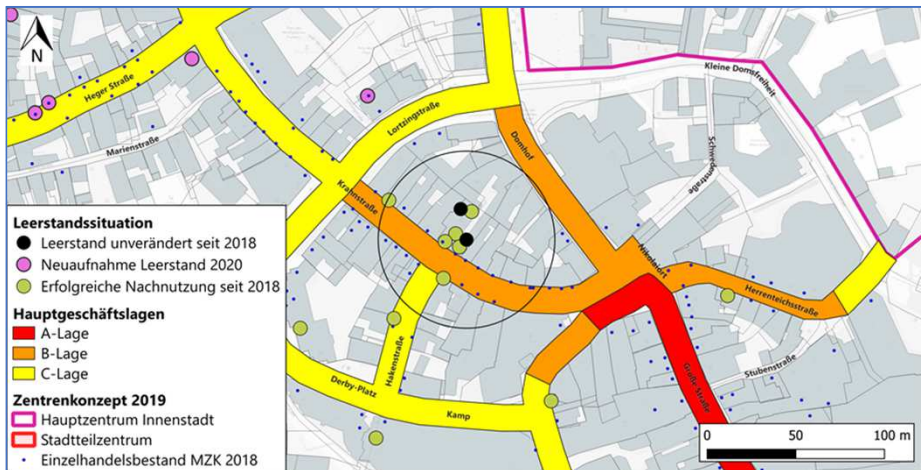 N
Heger Straße
Marienstraße
Lortzingstraße
Domhof
Kleine Domsfreiheit
Schwedenstraße
Krahnstraße
Nikolaiort
Herrenteichsstraße
Hakenstraße
Große Straße
Stubenstraße
Derby-Platz
Kamp
Leerstandssituation
Leerstand unverändert seit 2018
Neuaufnahme Leerstand 2020
Erfolgreiche Nachnutzung seit 2018
Hauptgeschäftslagen
A-Lage
B-Lage
C-Lage
Zentrenkonzept 2019
Hauptzentrum Innenstadt
Stadtteilzentrum
Einzelhandelsbestand MZK 2018
0 50 100 m